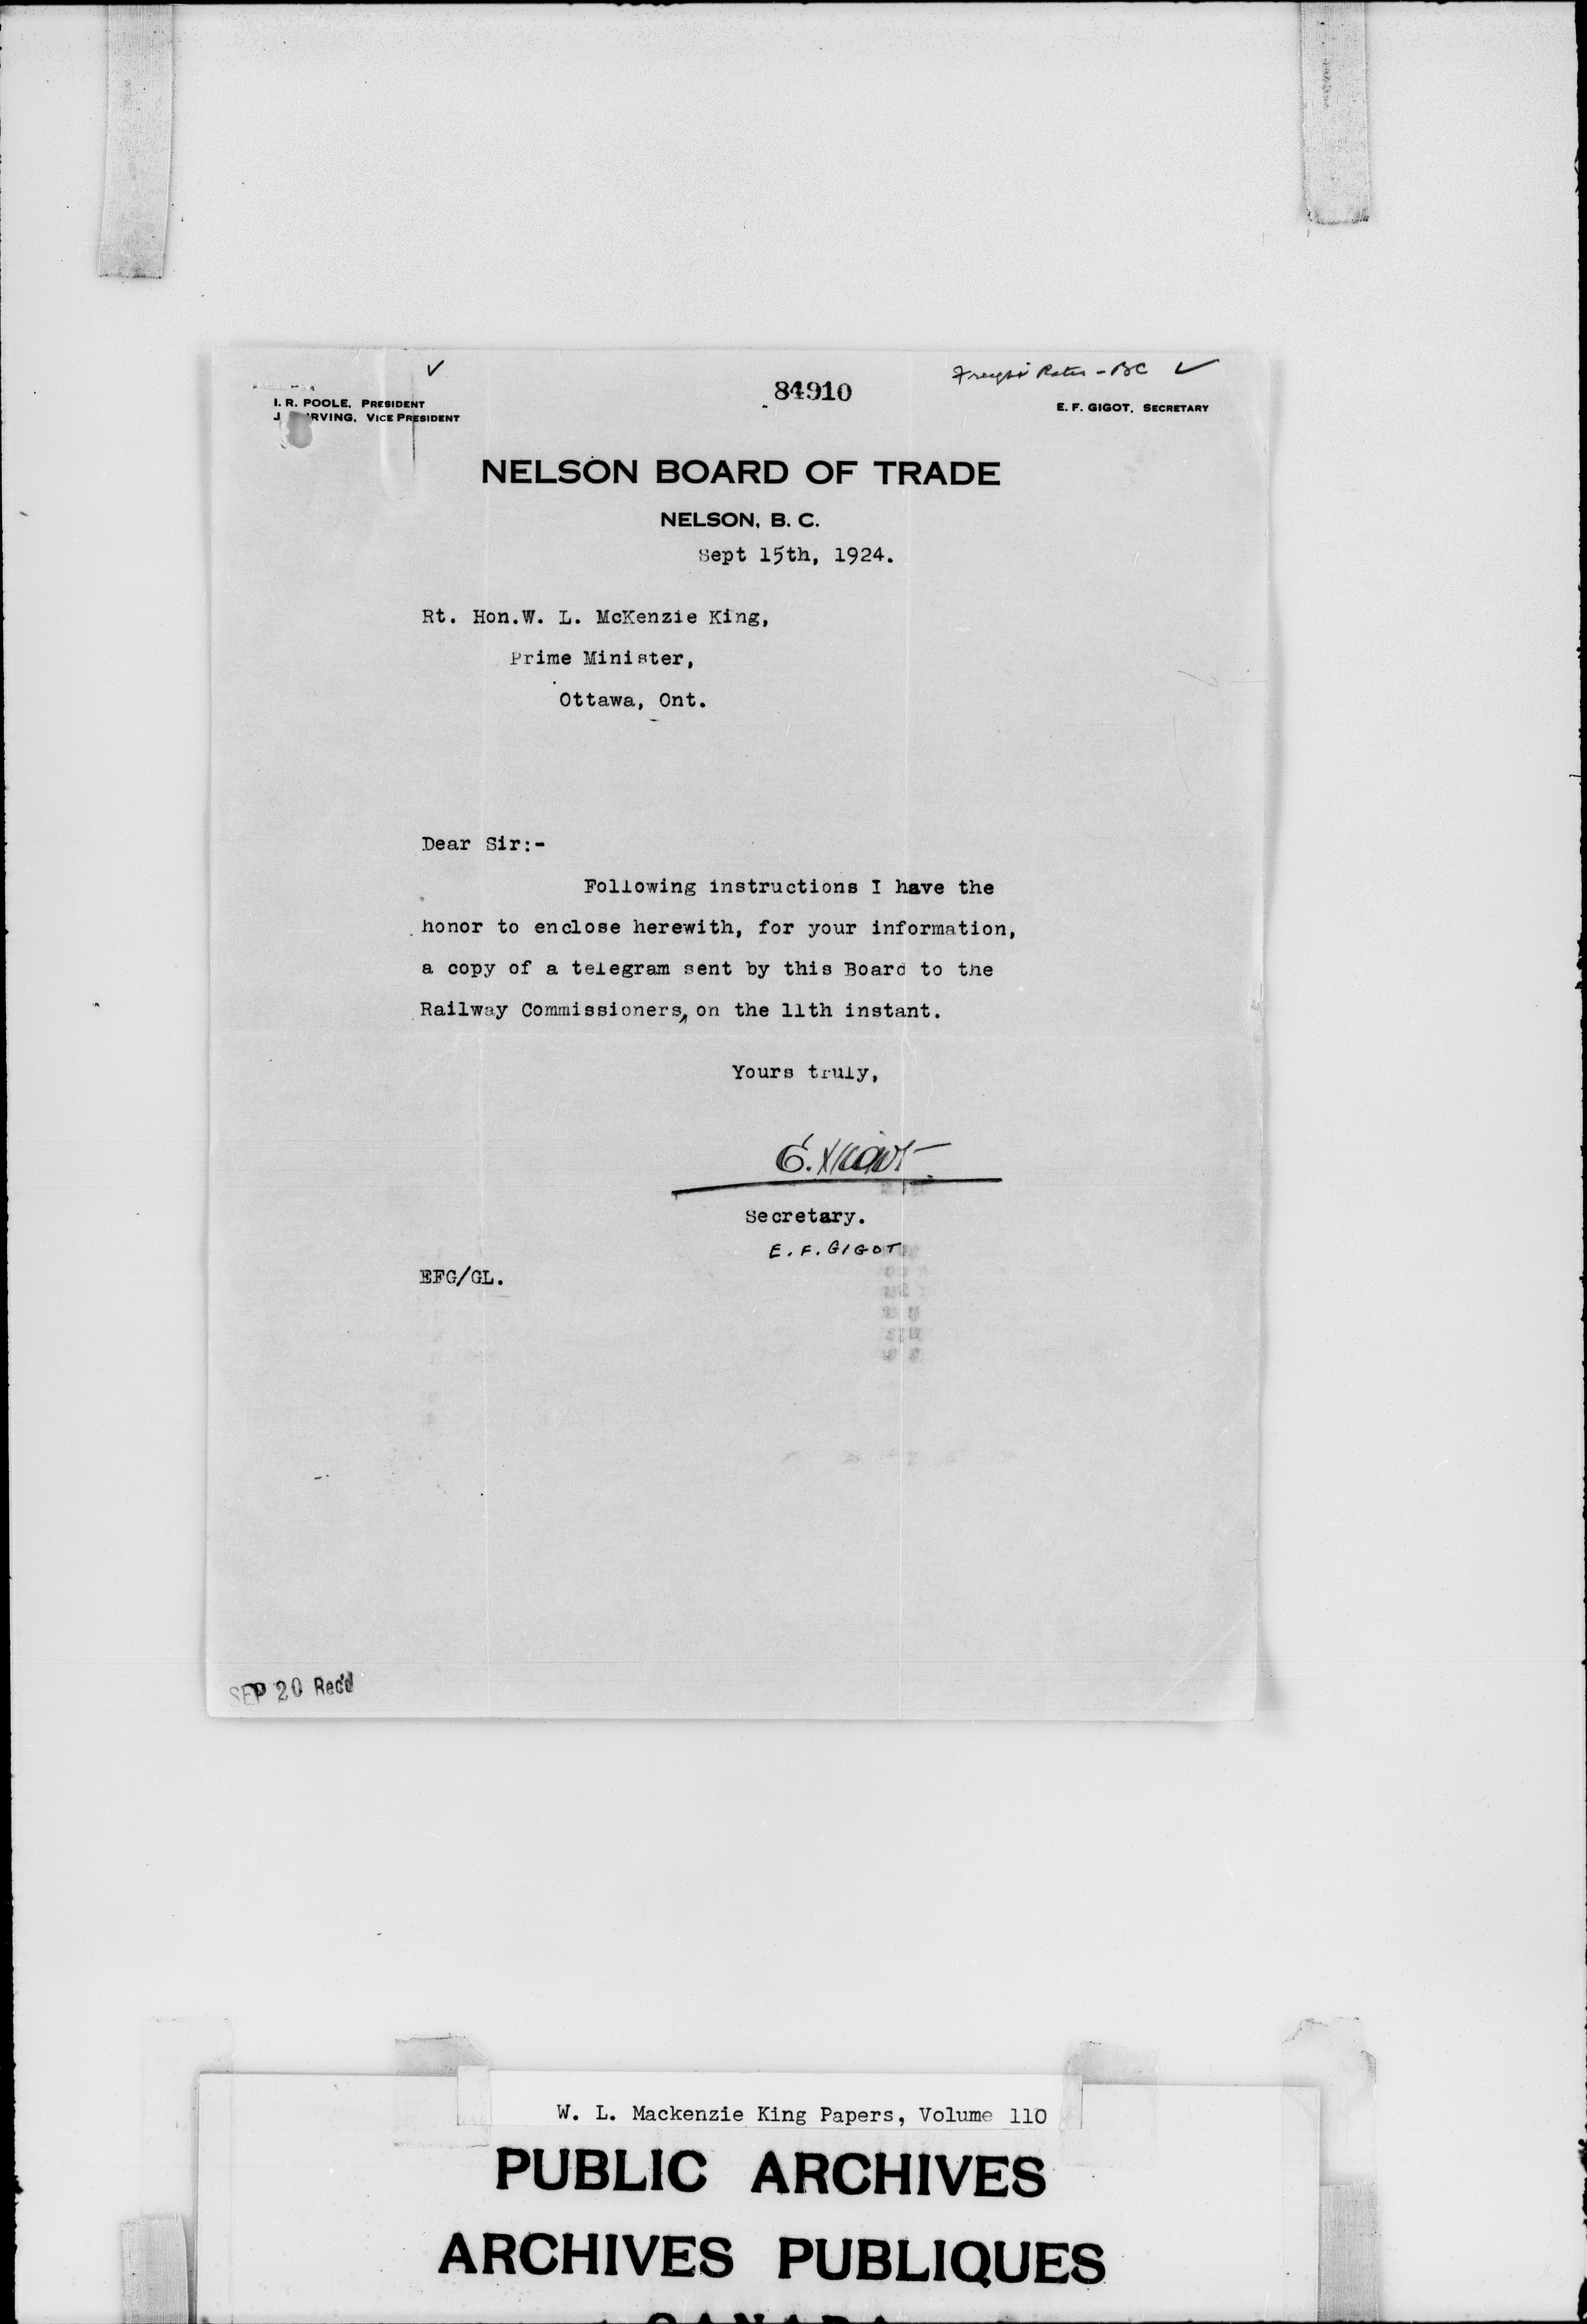 ✓
84910
Freight Rates - BC ✓
I. R. POOLE, PRESIDENT
J IRVING, VICE PRESIDENT
E. F. GIGOT, SECRETARY
NELSON BOARD OF TRADE
NELSON, B. C.
Sept 15th, 1924.
Rt. Hon.W. L. McKenzie King,
Prime Minister,
Ottawa, Ont.
Dear Sir:-
Following instructions I have the
honor to enclose herewith, for your information,
a copy of a telegram sent by this Board to the
Railway Commissioners, on the 11th instant.
Yours truly,
Secretary.
E. F. GIGOT
EFG/GL.
SEP 20 Rec'd
W. L. Mackenzie King Papers, Volume 110
PUBLIC ARCHIVES
ARCHIVES PUBLIQUES
CANADA